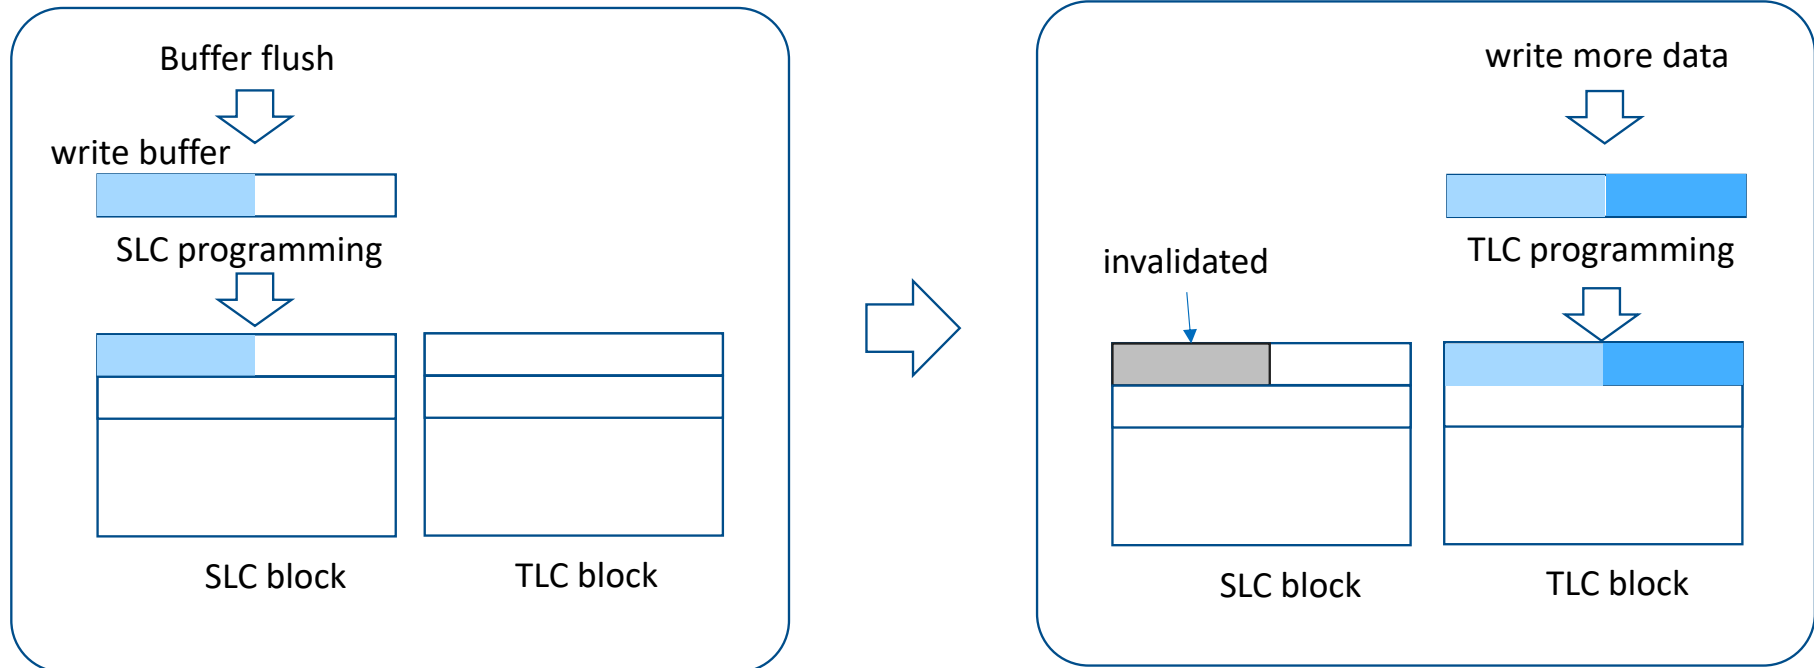 Buffer flush
write buffer
SLC programming
SLC block
TLC block
write more data
TLC programming
invalidated
SLC block
TLC block